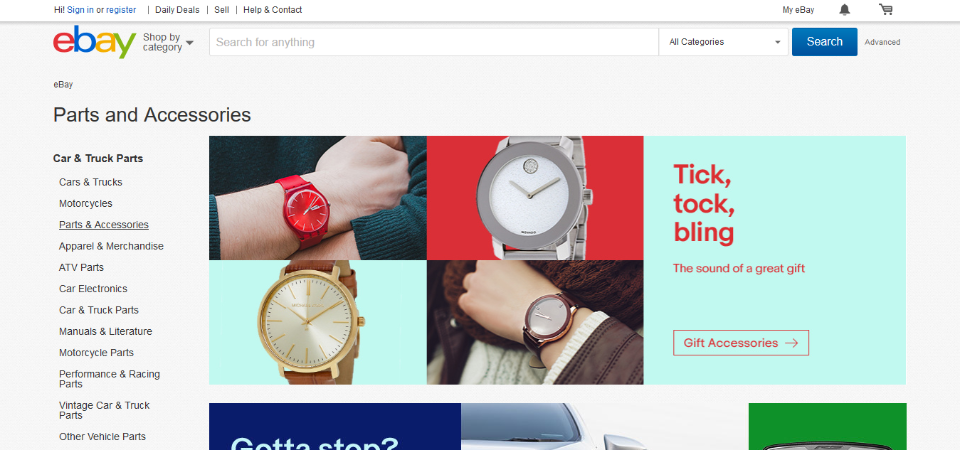 Hi! Sign in or register | Daily Deals | Sell | Help & Contact My eBay
ebay Shop by category Search for anything All Categories Search Advanced
eBay
Parts and Accessories
Car & Truck Parts
Cars & Trucks
Motorcycles
Parts & Accessories
Apparel & Merchandise
ATV Parts
Car Electronics
Car & Truck Parts
Manuals & Literature
Motorcycle Parts
Performance & Racing
Parts
Vintage Car & Truck
Parts
Other Vehicle Parts
Tick,
tock,
bling
The sound of a great gift
Gift Accessories
Gotta stop?